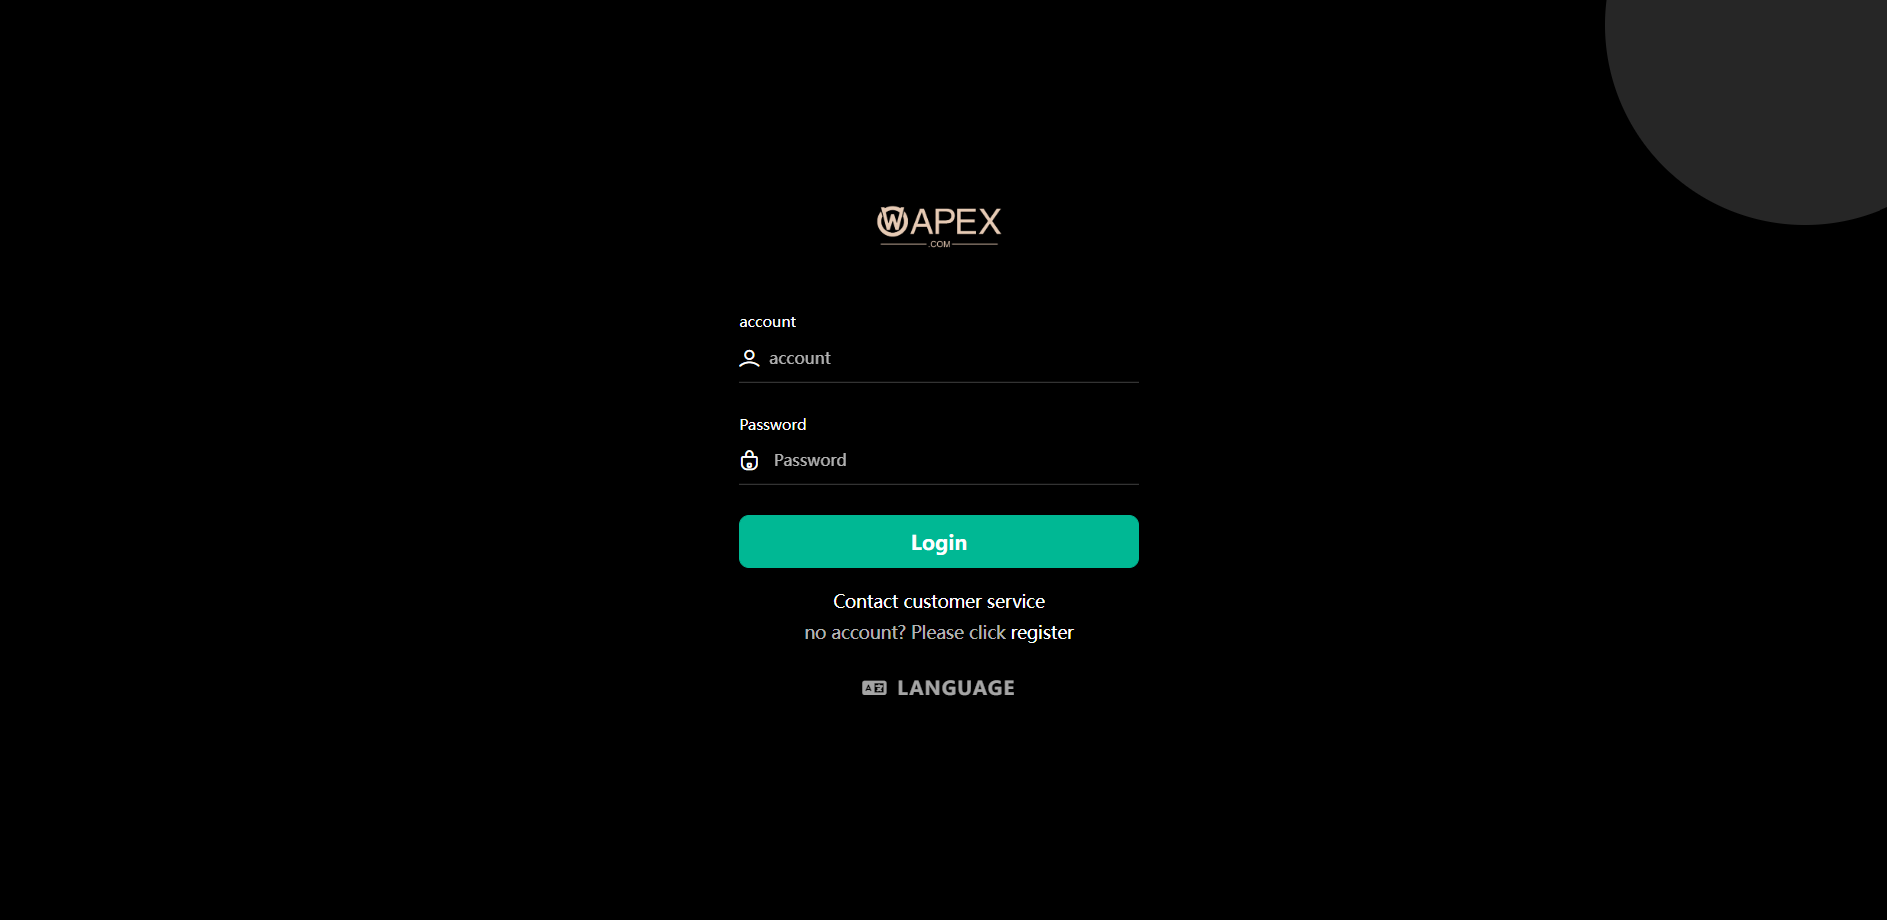 WAPEX
.COM
account
account
Password
Password
Login
Contact customer service
no account? Please click register
LANGUAGE